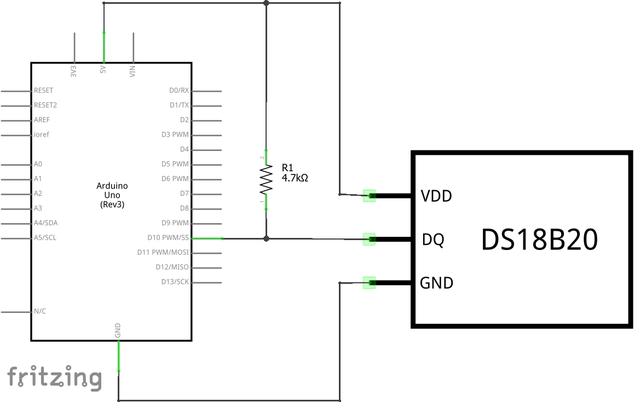 3V3
5V
VIN
RESET
RESET2
AREF
ioref
A0
A1
A2
A3
A4/SDA
A5/SCL
N/C
Arduino
Uno
(Rev3)
D0/RX
D1/TX
D2
D3 PWM
D4
D5 PWM
D6 PWM
D7
D8
D9 PWM
D10 PWM/SS
D11 PWM/MOSI
D12/MISO
D13/SCK
GND
2
R1
4.7kΩ
1
VDD
DQ
GND
DS18B20
fritzing